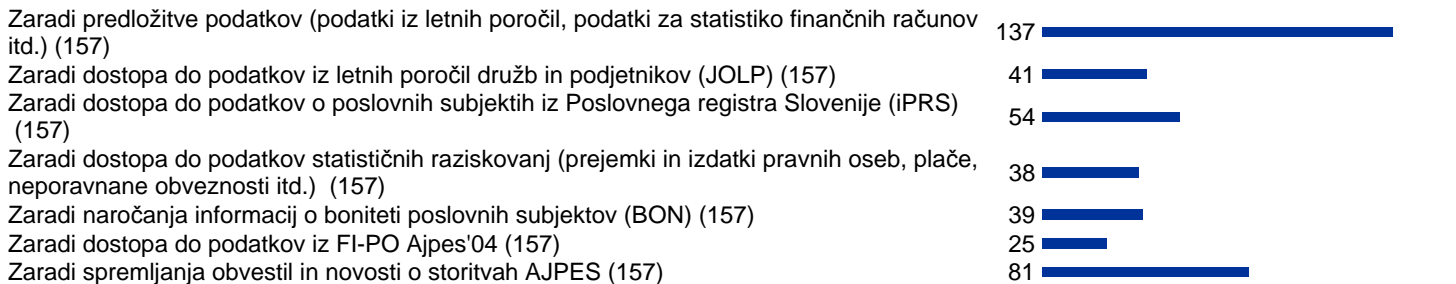 Zaradi predložitve podatkov (podatki iz letnih poročil, podatki za statistiko finančnih računov
itd.) (157) 137
Zaradi dostopa do podatkov iz letnih poročil družb in podjetnikov (JOLP) (157) 41
Zaradi dostopa do podatkov o poslovnih subjektih iz Poslovnega registra Slovenije (iPRS)
(157) 54
Zaradi dostopa do podatkov statističnih raziskovanj (prejemki in izdatki pravnih oseb, plače,
neporavnane obveznosti itd.) (157) 38
Zaradi naročanja informacij o boniteti poslovnih subjektov (BON) (157) 39
Zaradi dostopa do podatkov iz FI-PO Ajpes'04 (157) 25
Zaradi spremljanja obvestil in novosti o storitvah AJPES (157) 81